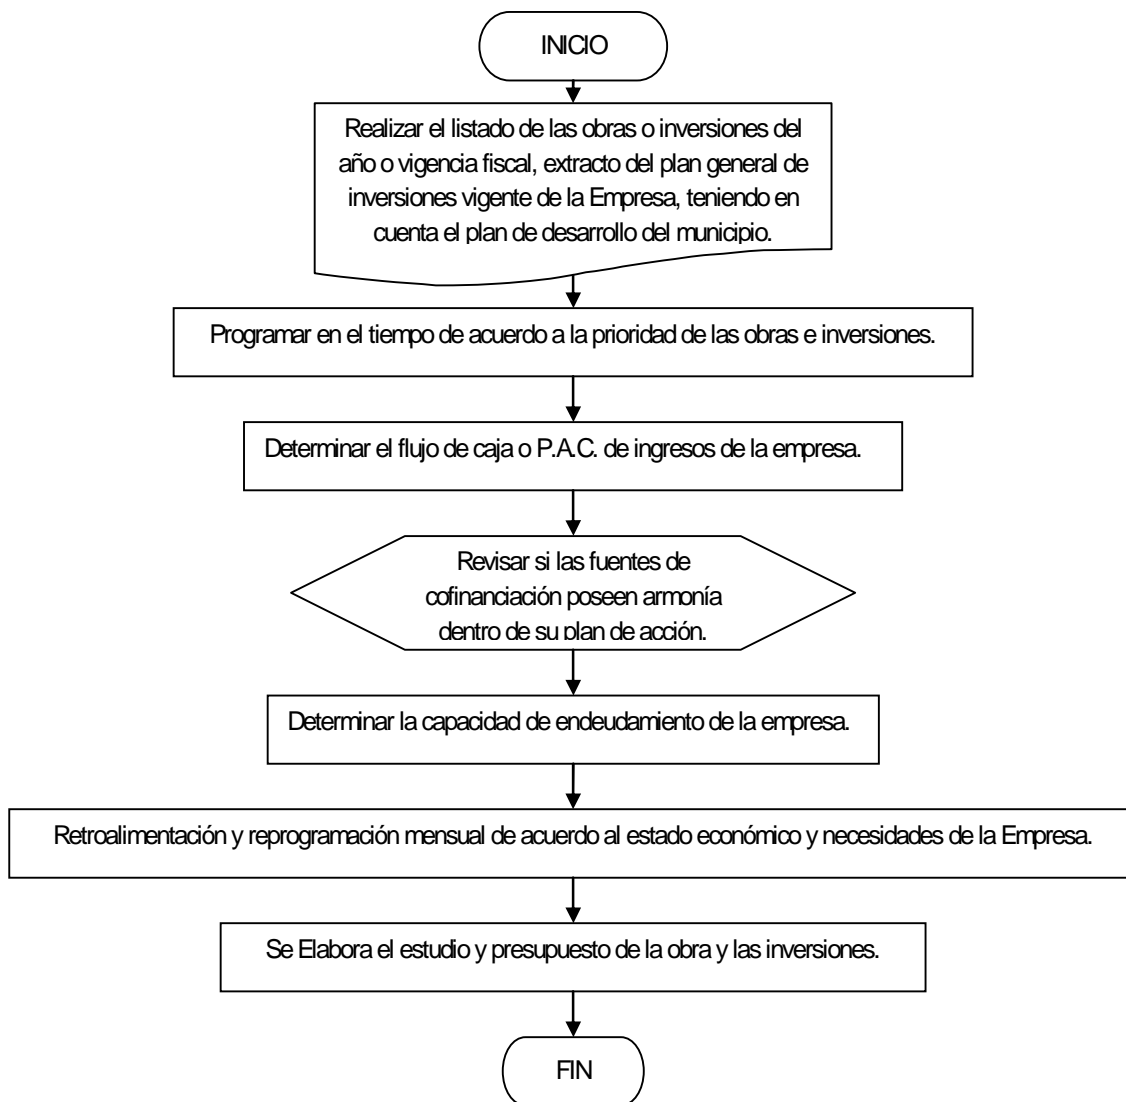 INICIO
Realizar el listado de las obras o inversiones del
año o vigencia fiscal, extracto del plan general de
inversiones vigente de la Empresa, teniendo en
cuenta el plan de desarrollo del municipio.
Programar en el tiempo de acuerdo a la prioridad de las obras e inversiones.
Determinar el flujo de caja o P.A.C. de ingresos de la empresa.
Revisar si las fuentes de
cofinanciación poseen armonía
dentro de su plan de acción.
Determinar la capacidad de endeudamiento de la empresa.
Retroalimentación y reprogramación mensual de acuerdo al estado económico y necesidades de la Empresa.
Se Elabora el estudio y presupuesto de la obra y las inversiones.
FIN